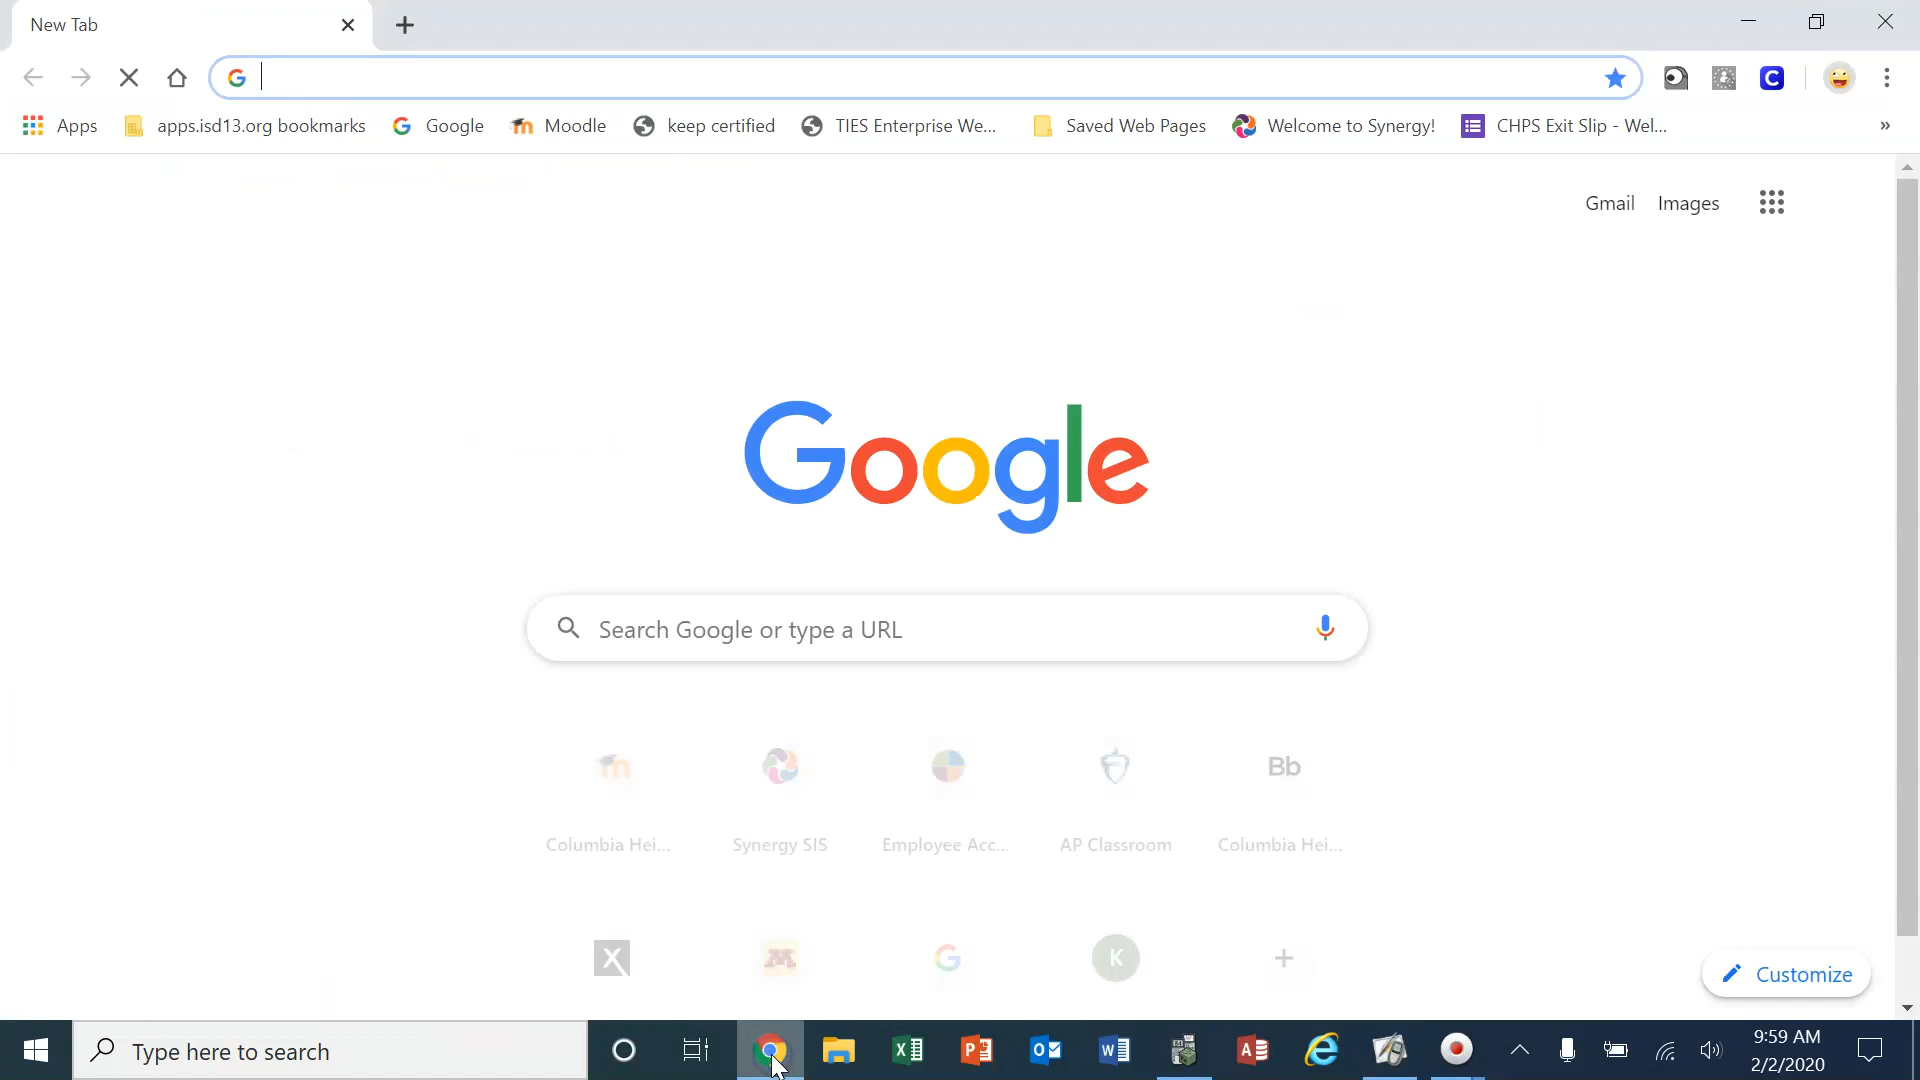 New Tab
Apps apps.isd13.org bookmarks Google Moodle keep certified TIES Enterprise We... Saved Web Pages Welcome to Synergy! CHPS Exit Slip - Wel... »
Gmail Images
Google
Search Google or type a URL
Columbia Hei... Synergy SIS Employee Acc... AP Classroom Columbia Hei...
Bb
K
Customize
Type here to search
9:59 AM
2/2/2020